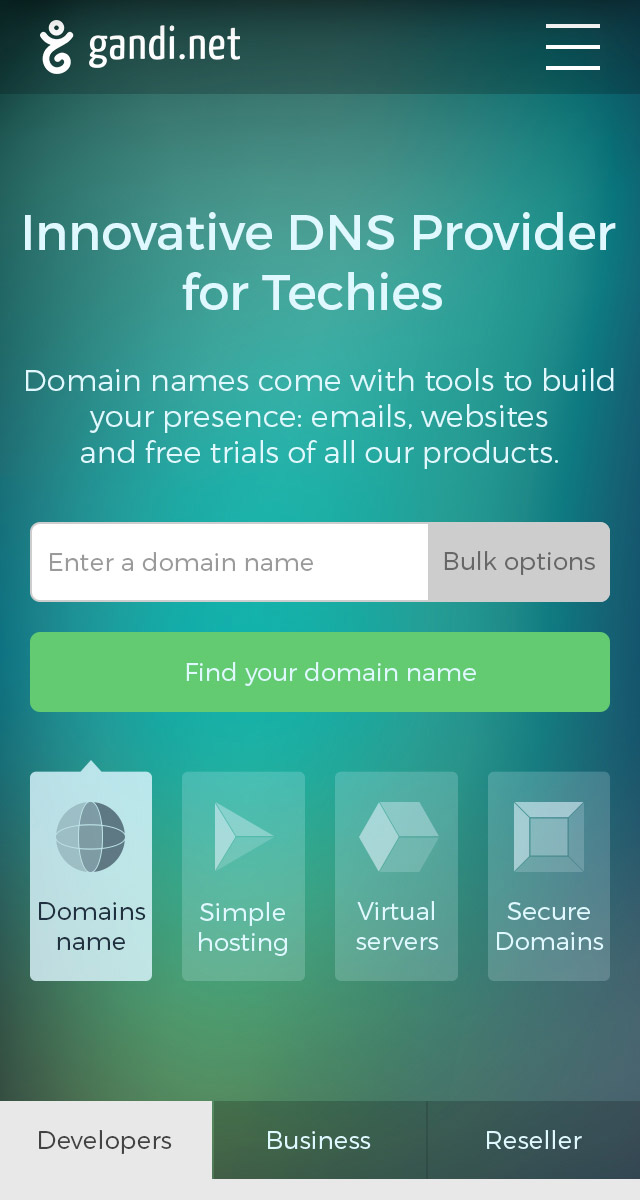 gandi.net
Innovative DNS Provider
for Techies
Domain names come with tools to build
your presence: emails, websites
and free trials of all our products.
Enter a domain name
Bulk options
Find your domain name
Domains
name
Simple
hosting
Virtual
servers
Secure
Domains
Developers
Business
Reseller